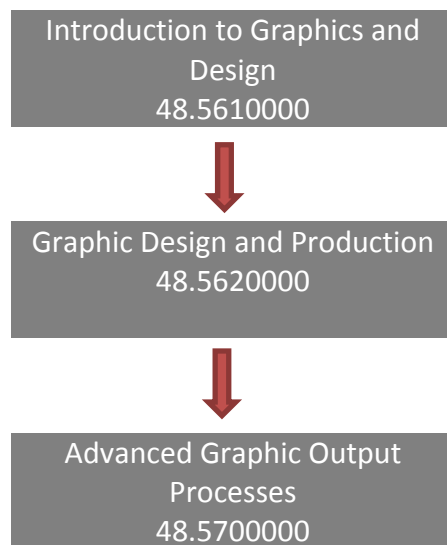 Introduction to Graphics and
Design
48.5610000
Graphic Design and Production
48.5620000
Advanced Graphic Output
Processes
48.5700000